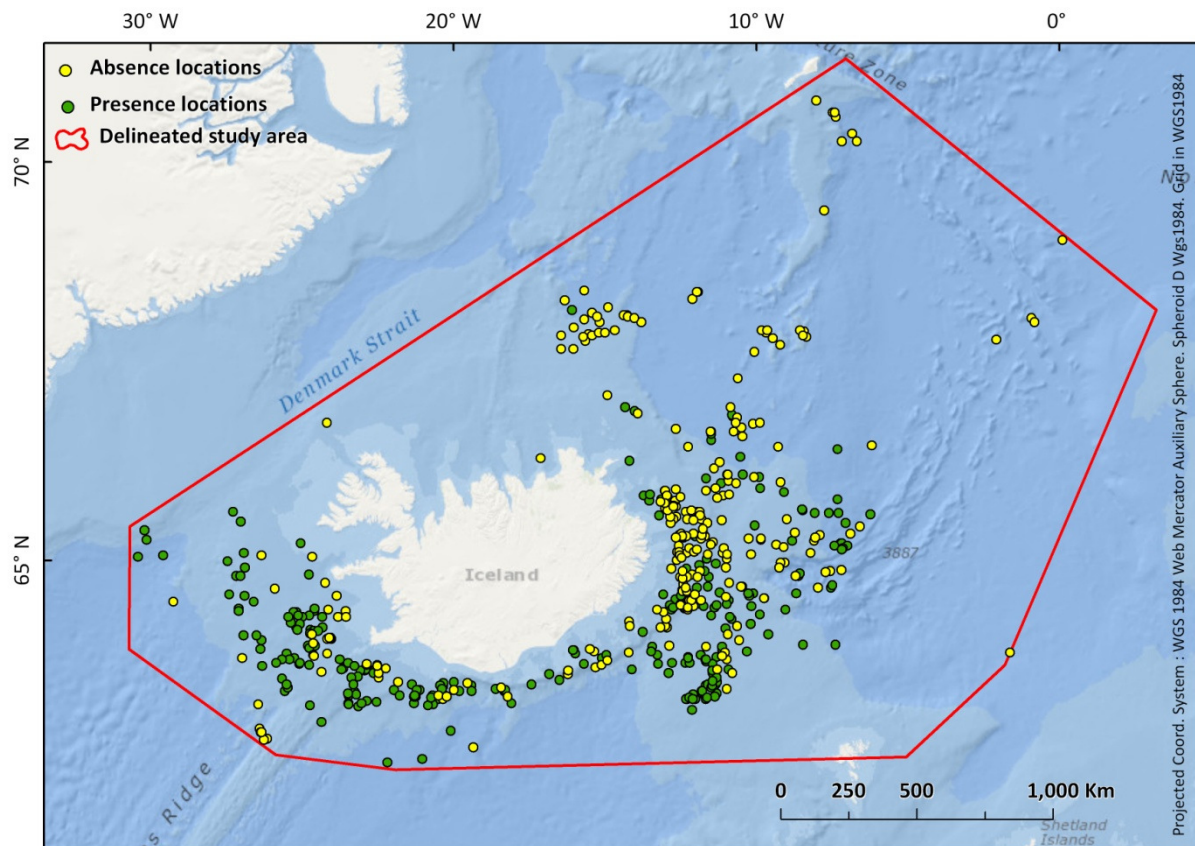 30° W 20° W 10° W 0°
Absence locations
Presence locations
Delineated study area
70° N
65° N
ure Zone
No
Denmark Strait
Iceland
3887
s Ridge
0 250 500 1,000 Km
Shetland
Islands
Projected Coord. System : WGS 1984 Web Mercator Auxiliary Sphere. Spheroid D Wgs1984. Grid in WGS1984